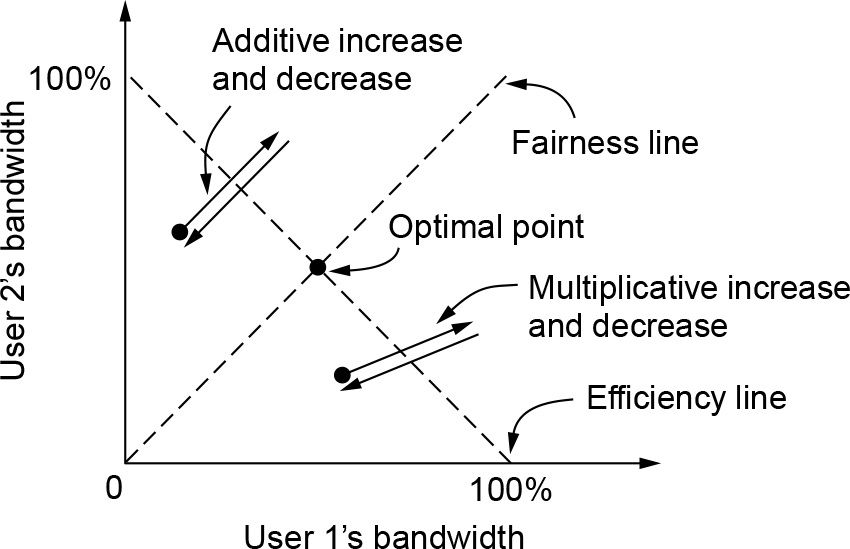 Additive increase
and decrease
100%
Fairness line
User 2's bandwidth
Optimal point
Multiplicative increase
and decrease
Efficiency line
0
100%
User 1's bandwidth